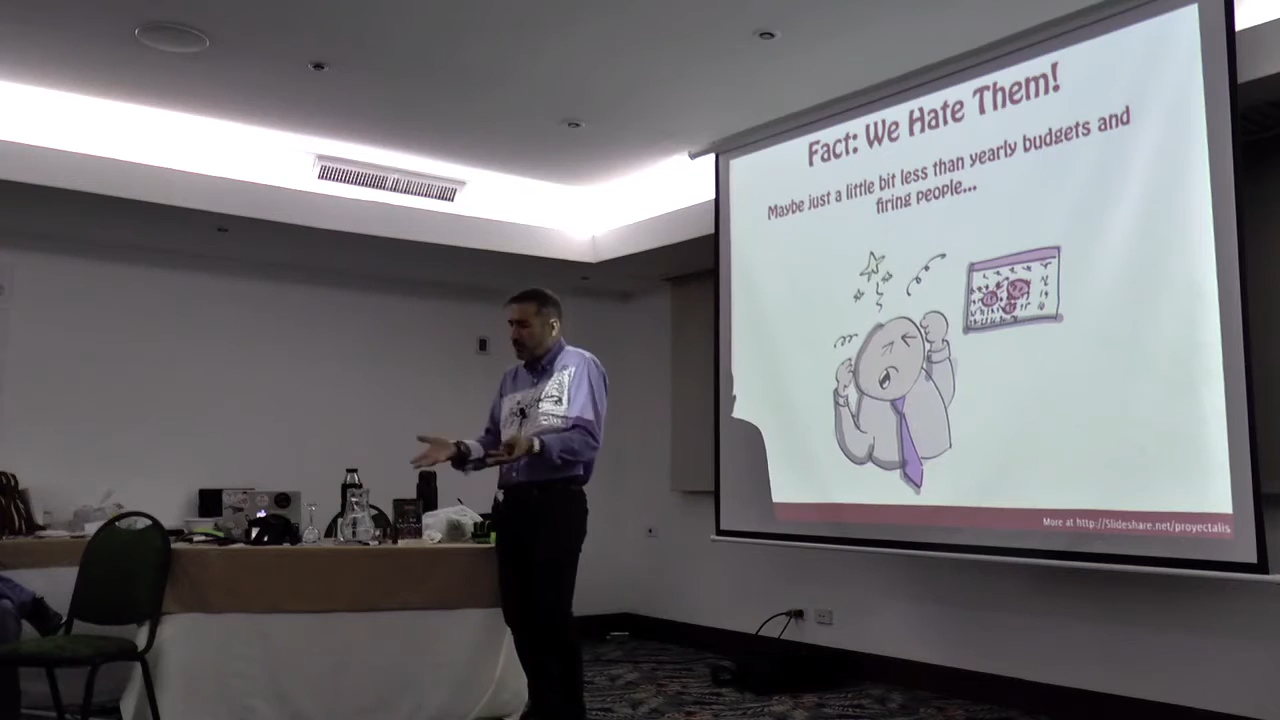 Fact: We Hate Them!
Maybe just a little bit less than yearly budgets and
firing people...
More at http://Slideshare.net/proyectalis